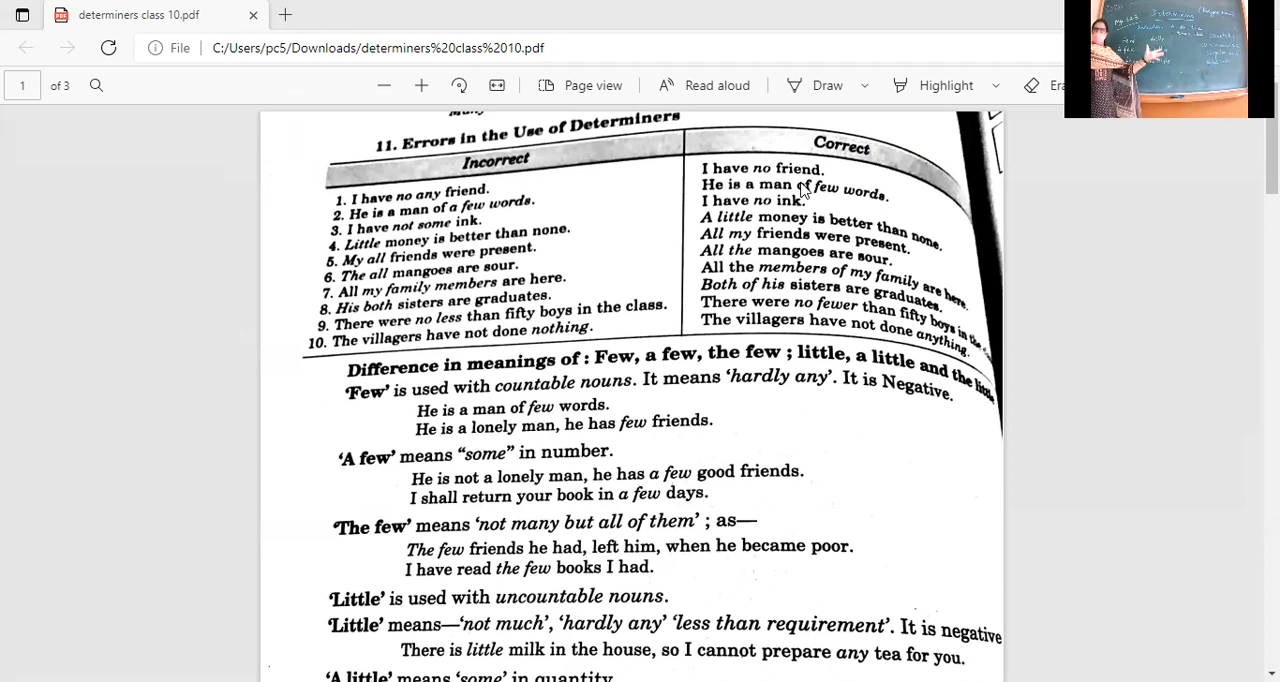 determiners class 10.pdf
File C:/Users/pc5/Downloads/determiners%20class%2010.pdf
1 of 3 Page view Read aloud Draw Highlight
Determiners
11. Errors in the Use of Determiners
Incorrect
1. I have no any friend.
2. He is a man of a few words.
3. I have not some ink.
4. Little money is better than none.
5. My all friends were present.
6. The all mangoes are sour.
7. All my family members are here.
8. His both sisters are graduates.
9. There were no less than fifty boys in the class.
10. The villagers have not done nothing.
Correct
I have no friend.
He is a man of few words.
I have no ink.
A little money is better than none.
All my friends were present.
All the mangoes are sour.
All the members of my family are here.
Both of his sisters are graduates.
There were no fewer than fifty boys in the
The villagers have not done anything.
Difference in meanings of : Few, a few, the few ; little, a little and the little
‘Few’ is used with countable nouns. It means ‘hardly any’. It is Negative.
He is a man of few words.
He is a lonely man, he has few friends.
‘A few’ means “some” in number.
He is not a lonely man, he has a few good friends.
I shall return your book in a few days.
‘The few’ means ‘not many but all of them’ ; as—
The few friends he had, left him, when he became poor.
I have read the few books I had.
‘Little’ is used with uncountable nouns.
‘Little’ means—‘not much’, ‘hardly any’ ‘less than requirement’. It is negative
There is little milk in the house, so I cannot prepare any tea for you.
‘A little’ means ‘some’ in quantity.